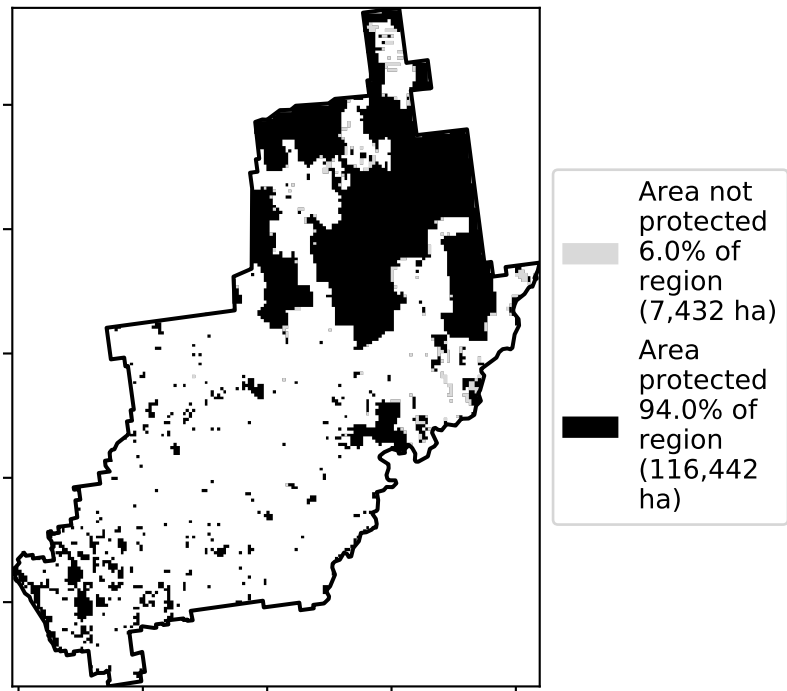 Area not
protected
6.0% of
region
(7,432 ha)
Area
protected
94.0% of
region
(116,442
ha)